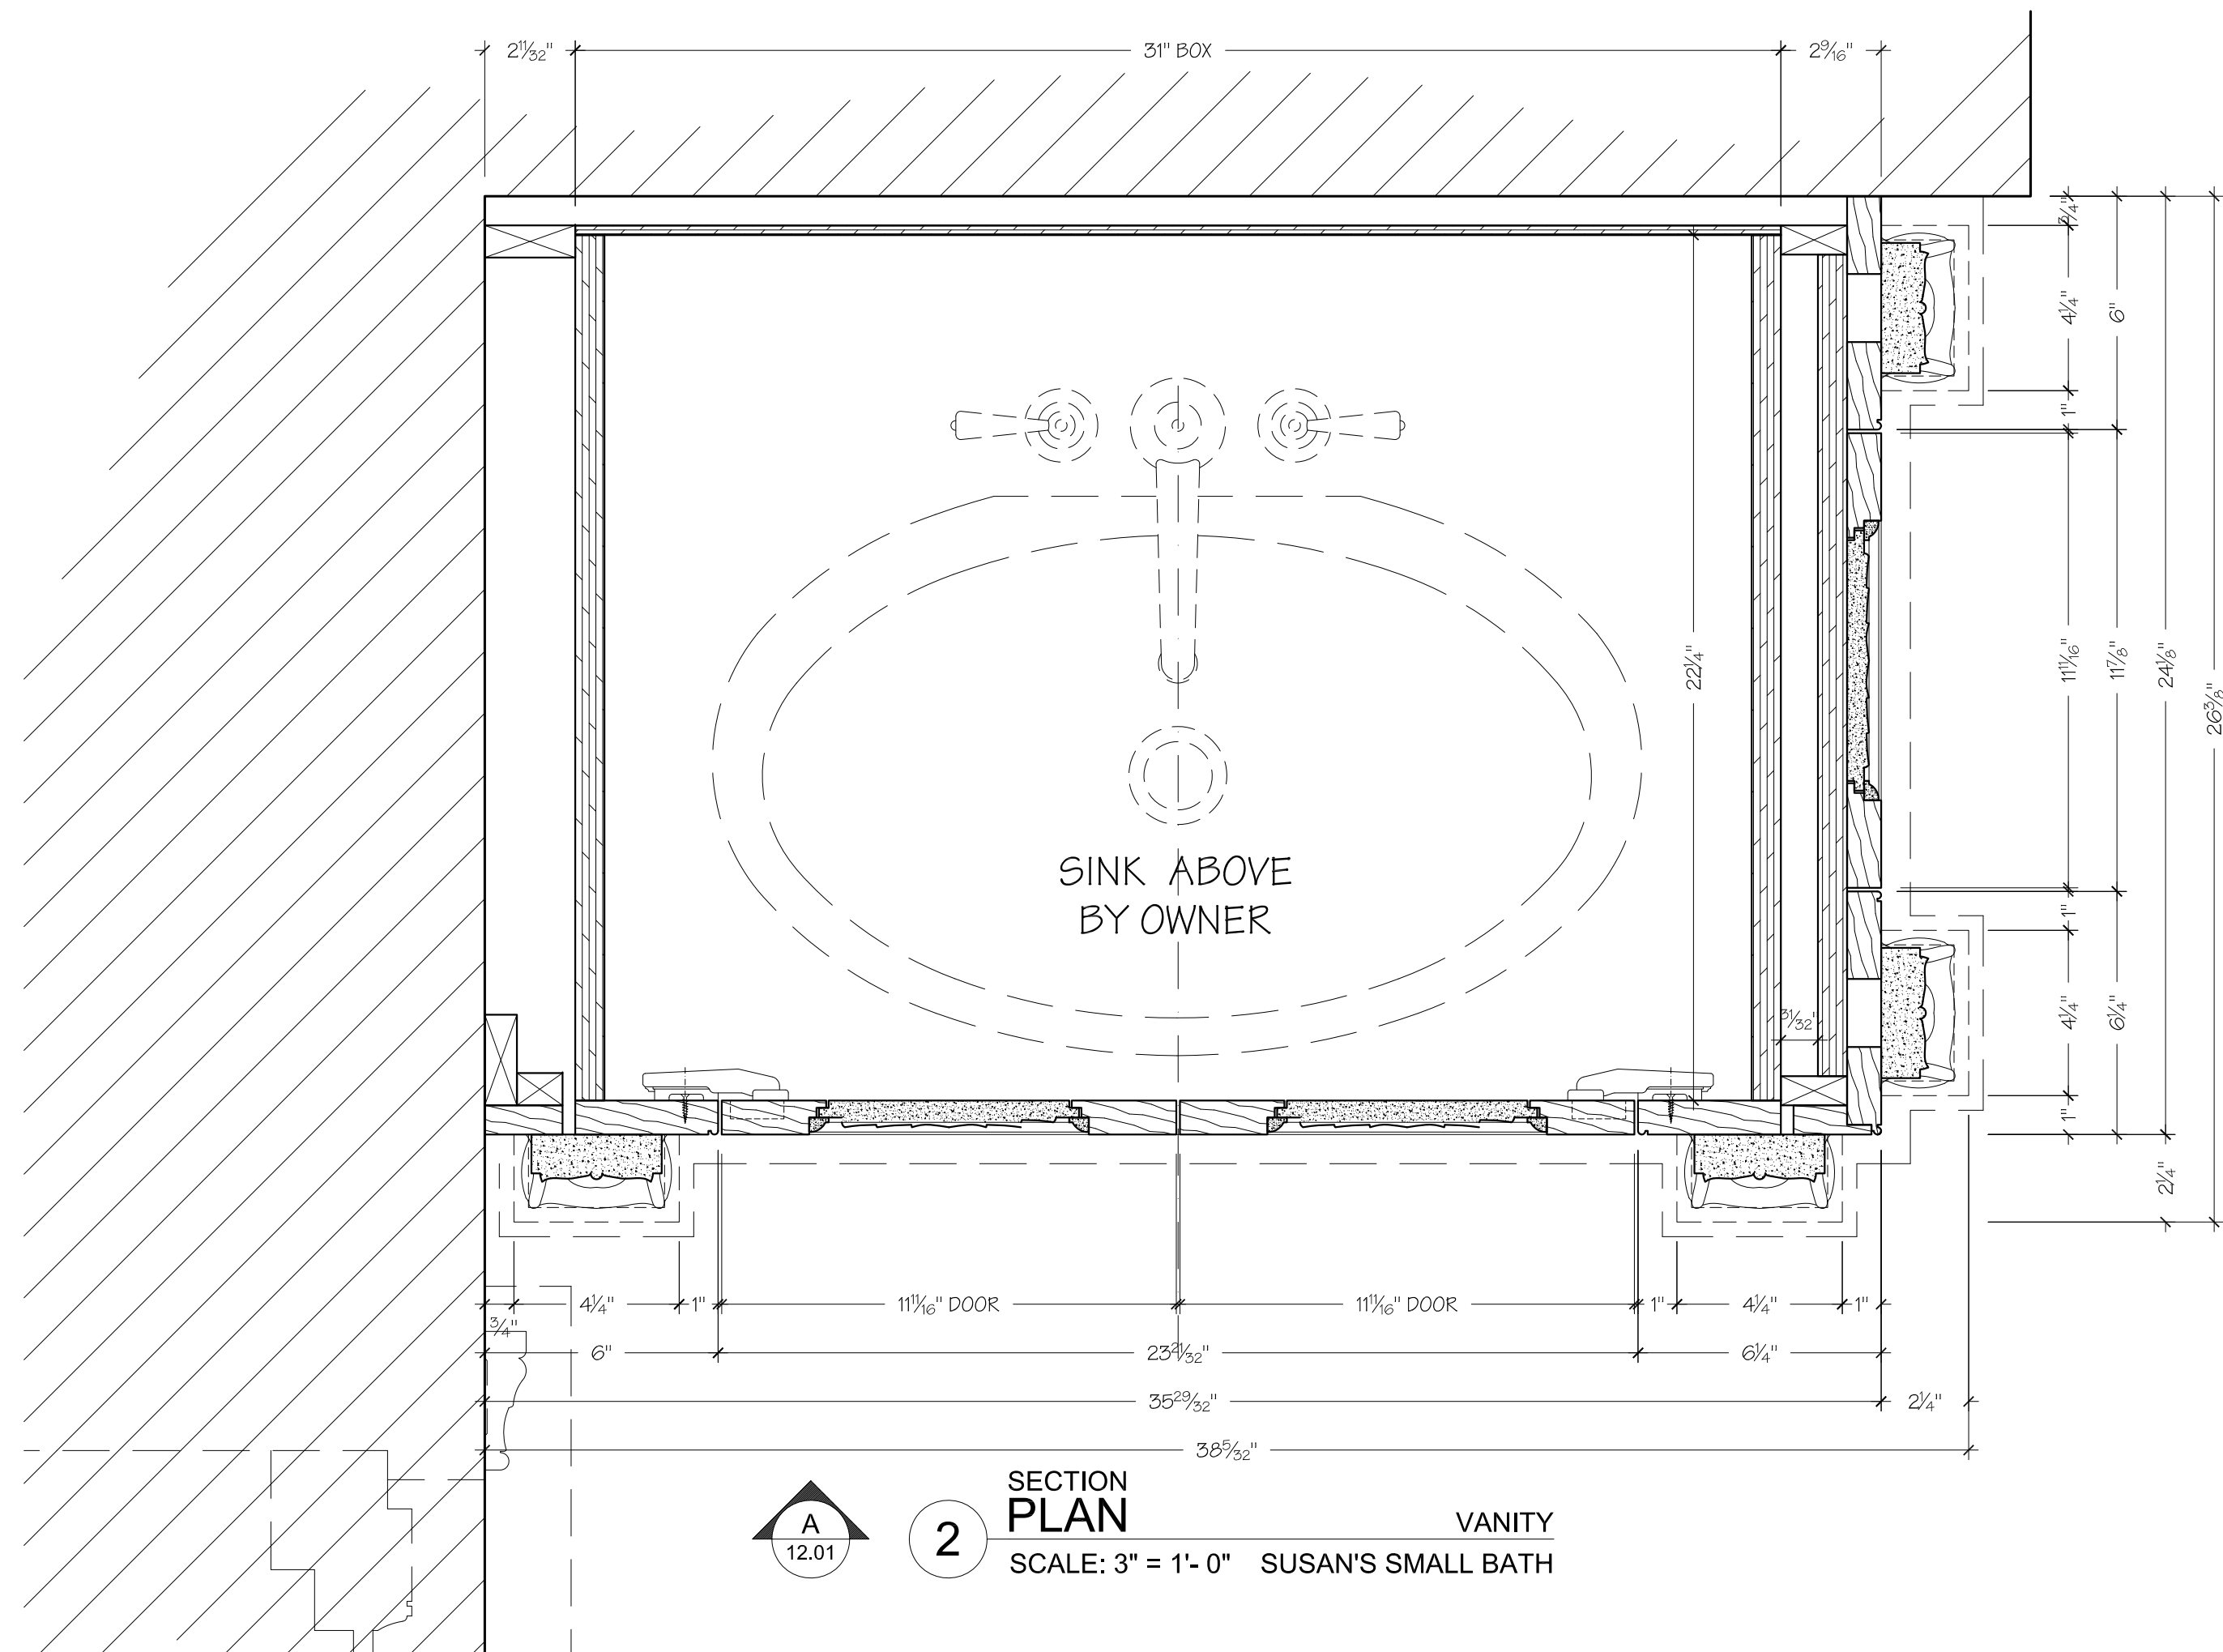 2 11/32" 31" BOX 2 9/16"
3/4"
4 1/4" 6"
1"
22 1/4" 11 11/16" 11 7/8" 24 1/8" 26 3/8"
SINK ABOVE
BY OWNER
1"
31/32" 4 1/4" 6 1/4"
1"
2 1/4"
4 1/4" 1" 11 11/16" DOOR 11 11/16" DOOR 1" 4 1/4" 1"
3/4"
6" 23 21/32" 6 1/4"
35 29/32" 2 1/4"
38 5/32"
SECTION
PLAN VANITY
A
12.01
2
SCALE: 3" = 1'- 0" SUSAN'S SMALL BATH